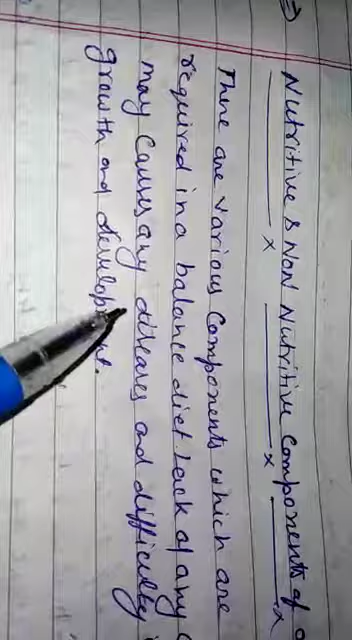 ⇒ Nutritive & Non Nutritive Components of
There are various Components which are
required in a balance diet Lack of any
may Causes any diseases and difficulty
growth and development.